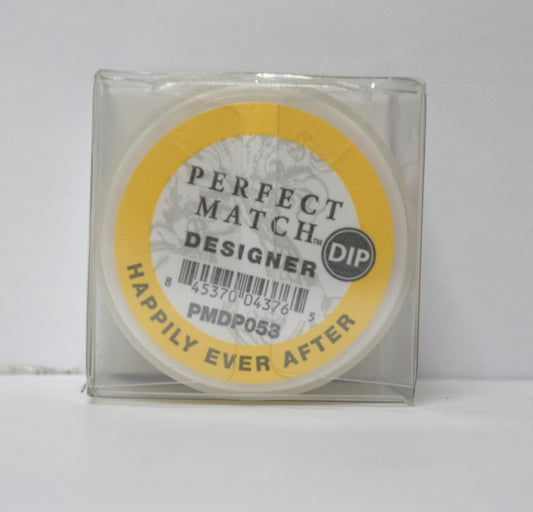 PERFECT
MATCH™
DESIGNER
DIP
8 45370 04376 5
PMDP053
HAPPILY EVER AFTER